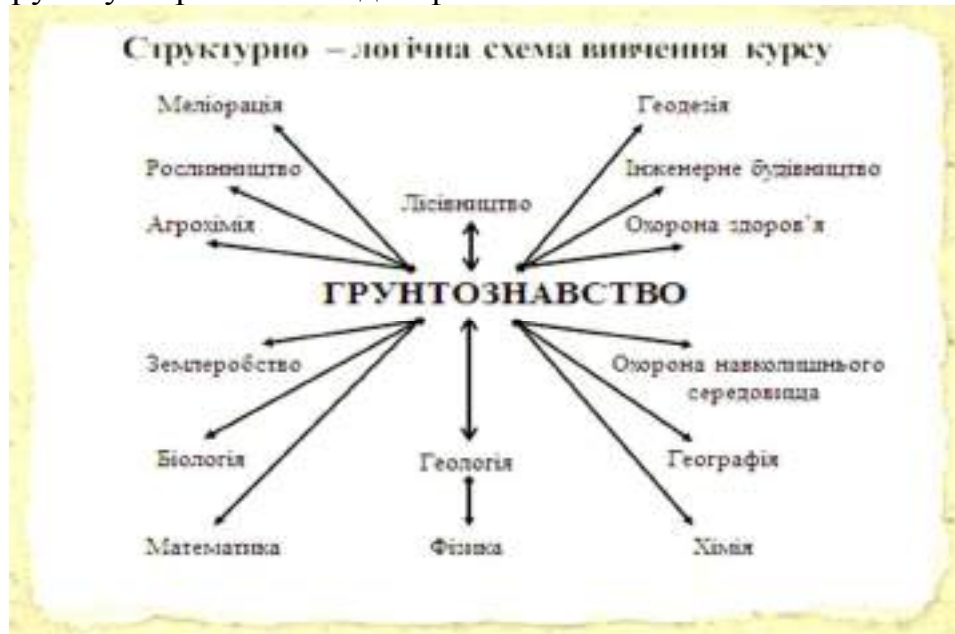 Структурно – логічна схема вивчення курсу
Меліорація
Геодезія
Рослинництво
Інженерне будівництво
Лісівництво
Агрохімія
Охорона здоров’я
ГРУНТОЗНАВСТВО
Землеробство
Охорона навколишнього
середовища
Біологія
Геологія
Географія
Математика
Фізика
Хімія